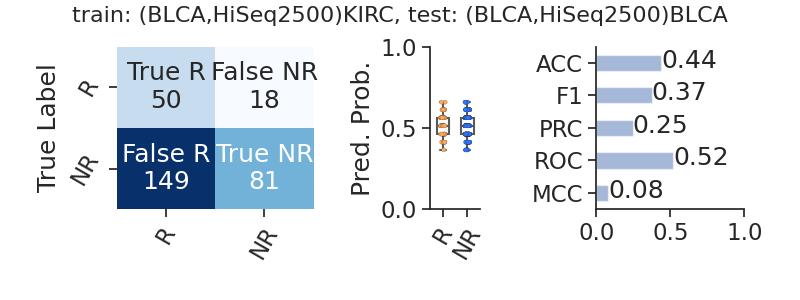 train: (BLCA,HiSeq2500)KIRC, test: (BLCA,HiSeq2500)BLCA
True Label
R
NR
True R
50
False NR
18
False R
149
True NR
81
R
NR
Pred. Prob.
1.0
0.5
0.0
R
NR
ACC
0.44
F1
0.37
PRC
0.25
ROC
0.52
MCC
0.08
0.0
0.5
1.0